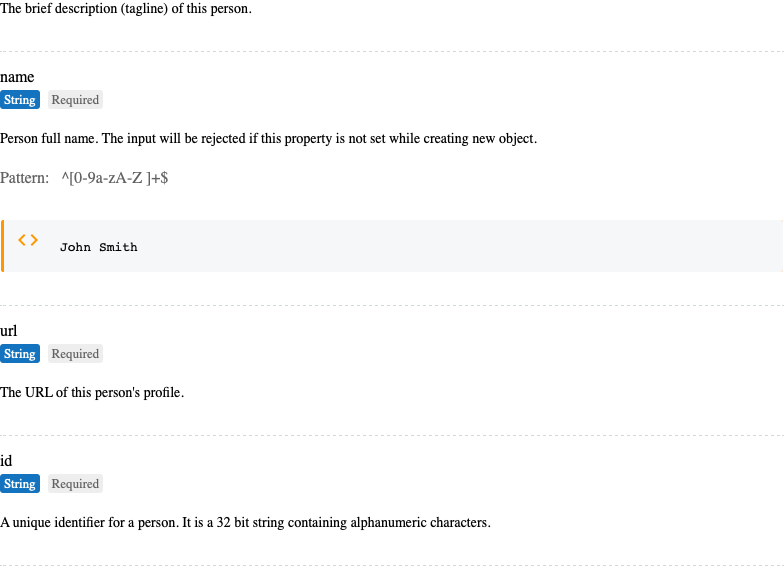 The brief description (tagline) of this person.
name
String Required
Person full name. The input will be rejected if this property is not set while creating new object.
Pattern: ^[0-9a-zA-Z ]+$
<> John Smith
url
String Required
The URL of this person's profile.
id
String Required
A unique identifier for a person. It is a 32 bit string containing alphanumeric characters.